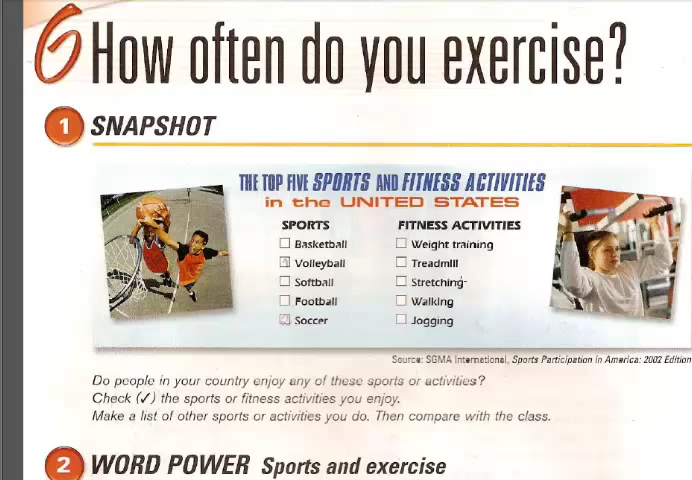 6 How often do you exercise?
1 SNAPSHOT
THE TOP FIVE SPORTS AND FITNESS ACTIVITIES
in the UNITED STATES
SPORTS
Basketball
Volleyball
Softball
Football
Soccer
FITNESS ACTIVITIES
Weight training
Treadmill
Stretching
Walking
Jogging
Source: SGMA International, Sports Participation in America: 2002 Edition
Do people in your country enjoy any of these sports or activities?
Check (✓) the sports or fitness activities you enjoy.
Make a list of other sports or activities you do. Then compare with the class.
2 WORD POWER Sports and exercise